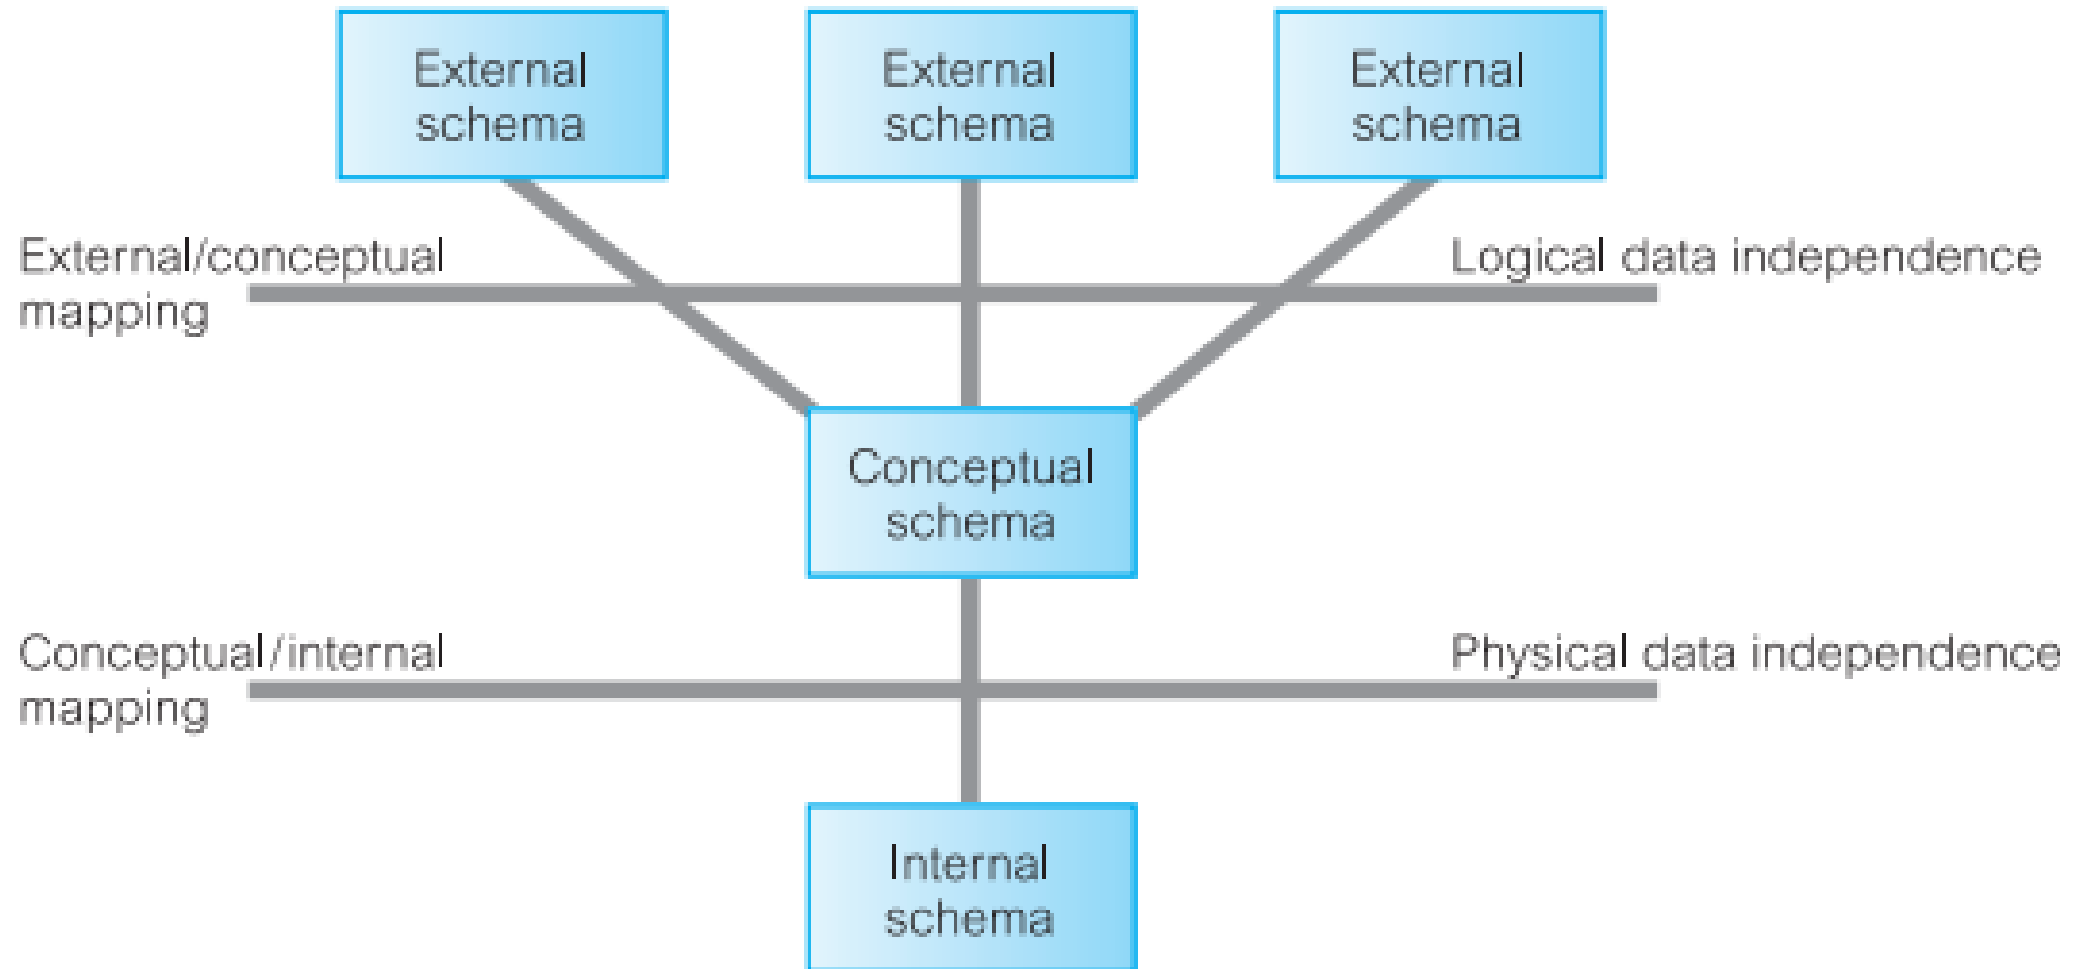 External
schema
External
schema
External
schema
External/conceptual
mapping
Logical data independence
Conceptual
schema
Conceptual/internal
mapping
Physical data independence
Internal
schema